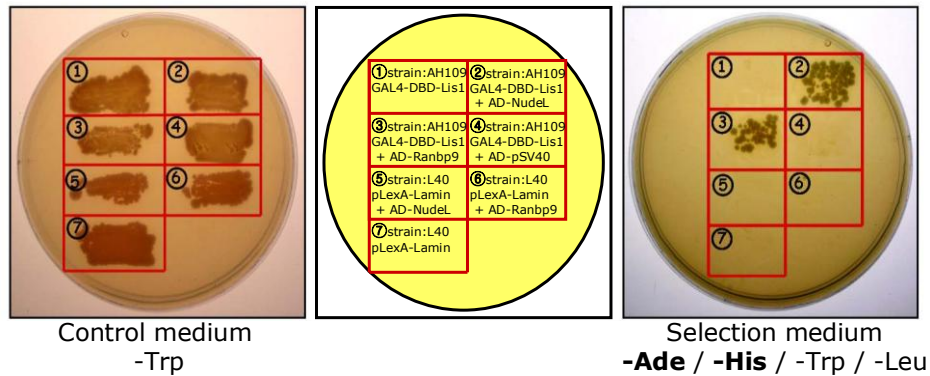 ①
②
③
④
⑤
⑥
⑦
Control medium
-Trp
①strain:AH109
GAL4-DBD-Lis1
②strain:AH109
GAL4-DBD-Lis1
+ AD-NudeL
③strain:AH109
GAL4-DBD-Lis1
+ AD-Ranbp9
④strain:AH109
GAL4-DBD-Lis1
+ AD-pSV40
⑤strain:L40
pLexA-Lamin
+ AD-NudeL
⑥strain:L40
pLexA-Lamin
+ AD-Ranbp9
⑦strain:L40
pLexA-Lamin
①
②
③
④
⑤
⑥
⑦
Selection medium
-Ade / -His / -Trp / -Leu